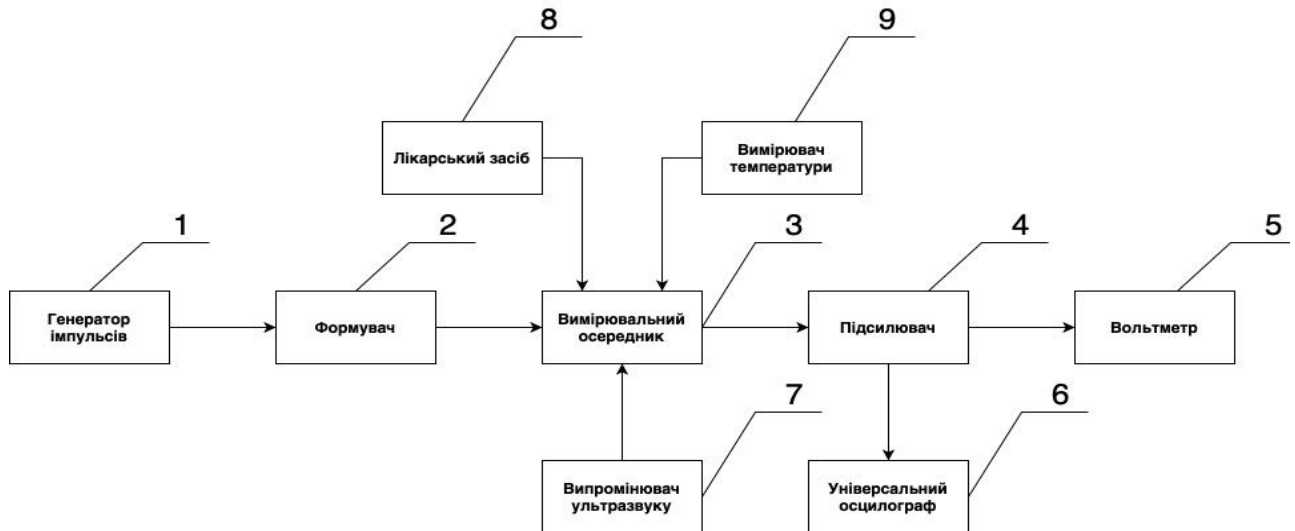 8
9
Лікарський засіб
Вимірювач
температури
1
2
3
4
5
Генератор
імпульсів
Формувач
Вимірювальний
осередник
Підсилювач
Вольтметр
7
6
Випромінювач
ультразвуку
Універсальний
осцилограф